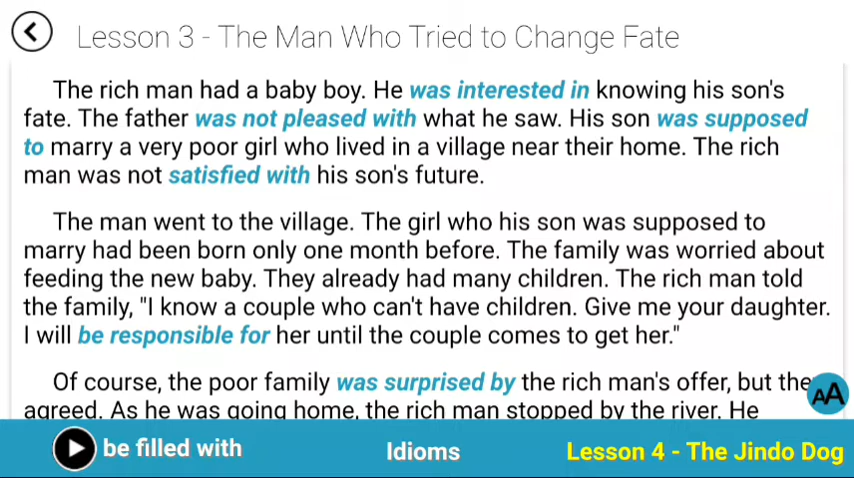 Lesson 3 - The Man Who Tried to Change Fate
The rich man had a baby boy. He was interested in knowing his son's
fate. The father was not pleased with what he saw. His son was supposed
to marry a very poor girl who lived in a village near their home. The rich
man was not satisfied with his son's future.
The man went to the village. The girl who his son was supposed to
marry had been born only one month before. The family was worried about
feeding the new baby. They already had many children. The rich man told
the family, "I know a couple who can't have children. Give me your daughter.
I will be responsible for her until the couple comes to get her."
Of course, the poor family was surprised by the rich man's offer, but the
agreed. As he was going home, the rich man stopped by the river. He
AA
be filled with
Idioms
Lesson 4 - The Jindo Dog